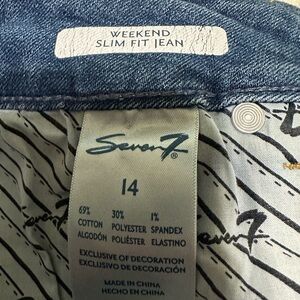 WEEKEND
SLIM FIT JEAN
Seven7®
14
69% 30% 1%
COTTON POLYESTER SPANDEX
ALGODÓN POLIÉSTER ELASTINO
EXCLUSIVE OF DECORATION
EXCLUSIVO DE DECORACIÓN
MADE IN CHINA
HECHO EN CHINA